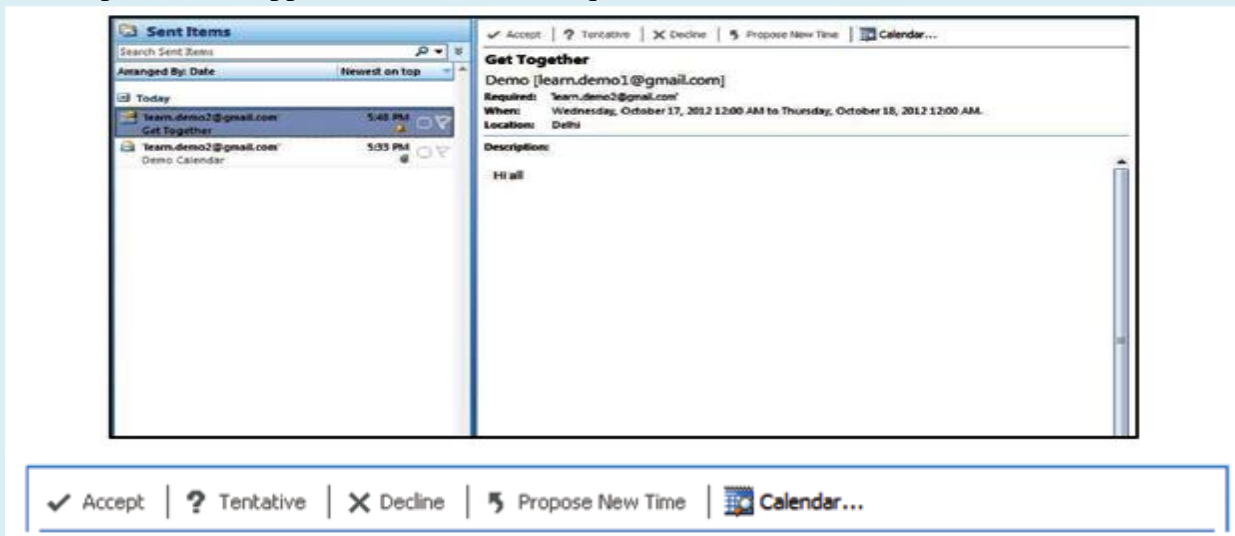 Sent Items
Search Sent Items
Arranged By: Date Newest on top
Today
'learn.demo2@gmail.com' 5:48 PM
Get Together
'learn.demo2@gmail.com' 5:35 PM
Demo Calendar
Accept ? Tentative Decline Propose New Time Calendar...
Get Together
Demo [learn.demo1@gmail.com]
Required: 'learn.demo2@gmail.com'
When: Wednesday, October 17, 2012 12:00 AM to Thursday, October 18, 2012 12:00 AM.
Location: Delhi
Description:
Hi all
Accept ? Tentative Decline Propose New Time Calendar...